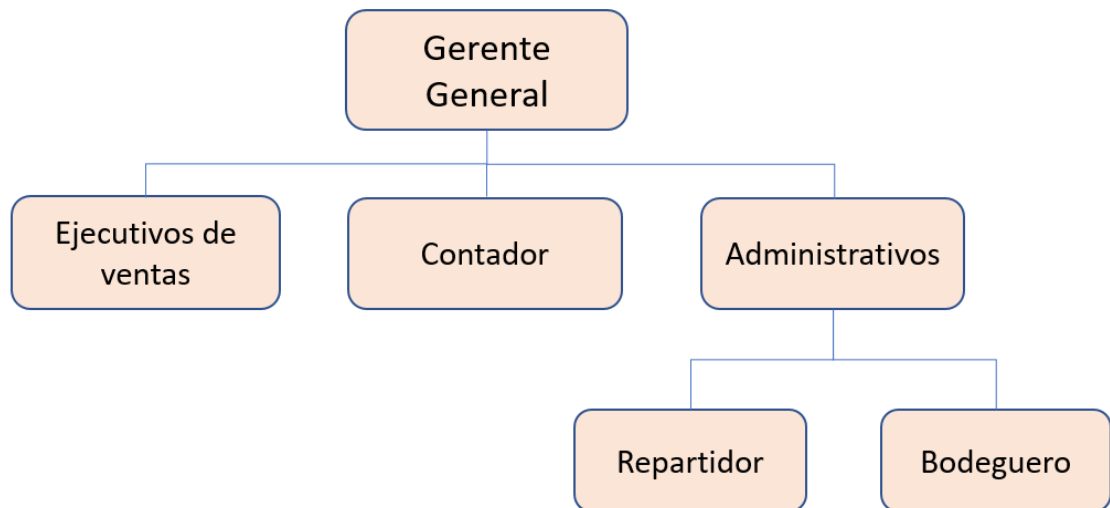 Gerente
General
Ejecutivos de
ventas
Contador
Administrativos
Repartidor
Bodeguero